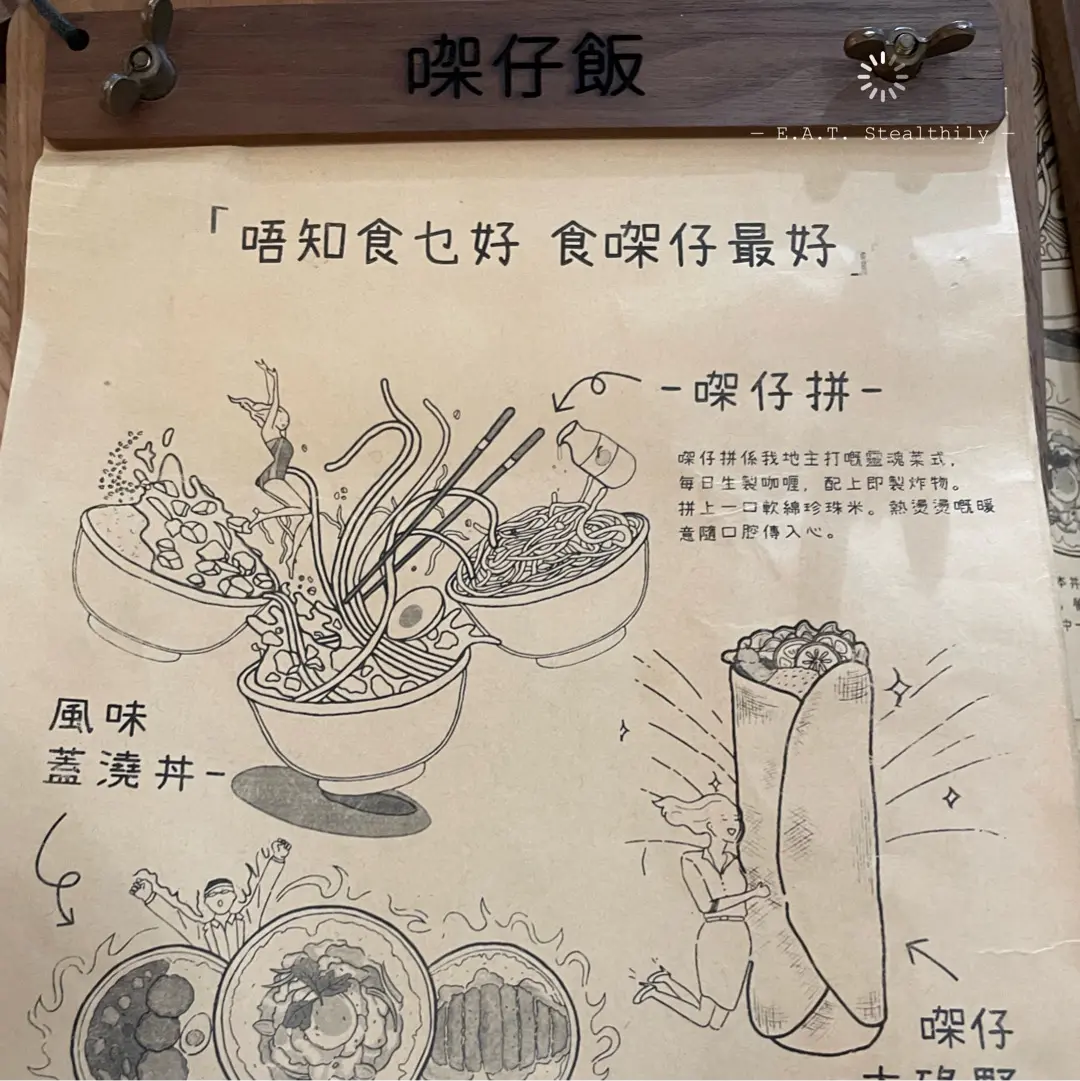 㗎仔飯
— E.A.T. Stealthily —
「唔知食乜好 食㗎仔最好」
-㗎仔拼-
㗎仔拼係我地主打嘅靈魂菜式，
每日生製咖喱，配上即製炸物。
拼上一口軟綿珍珠米。熱燙燙嘅暖
意隨口腔傳入心。
風味
蓋澆丼-
㗎仔